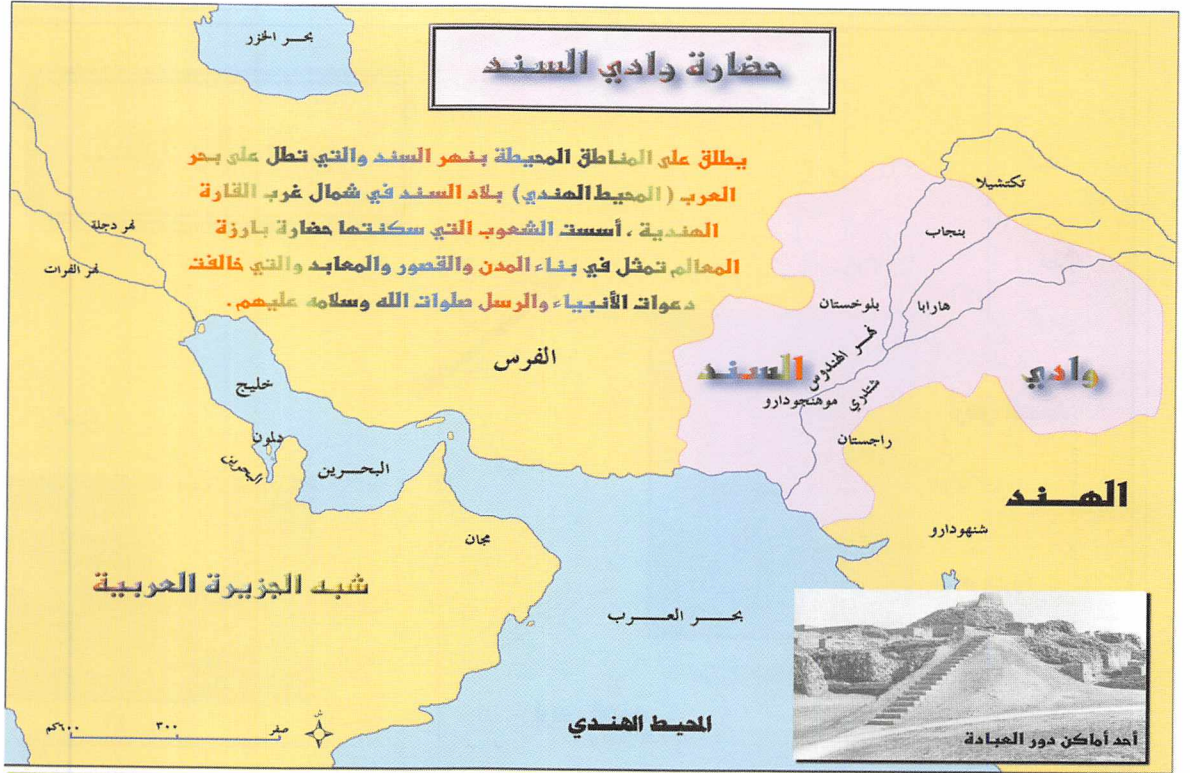 حضارة وادي السند
بحر الخزر
يطلق على المناطق المحيطة بنهر السند والتي تطل على بحر
العرب (المحيط الهندي) بلاد السند في شمال غرب القارة
الهندية ، أسست الشعوب التي سكنتها حضارة بارزة
المعالم تمثل في بناء المدن والقصور والمعابد والتي خالفت
دعوات الأنبياء والرسل صلوات الله وسلامه عليهم .
تكتشيلا
بنجاب
نهر دجلة
نهر الفرات
هارابا
بلوخستان
نهر الهندوس
الفرس
وادي
السند
شندري
موهنجودارو
خليج
راجستان
دلمون
البحرين
البحرين
الهند
شنهودارو
مجان
شبه الجزيرة العربية
بحر العرب
المحيط الهندي
ش
صفر
٣٠٠
٦٠٠كم
أحد أماكن دور العبادة